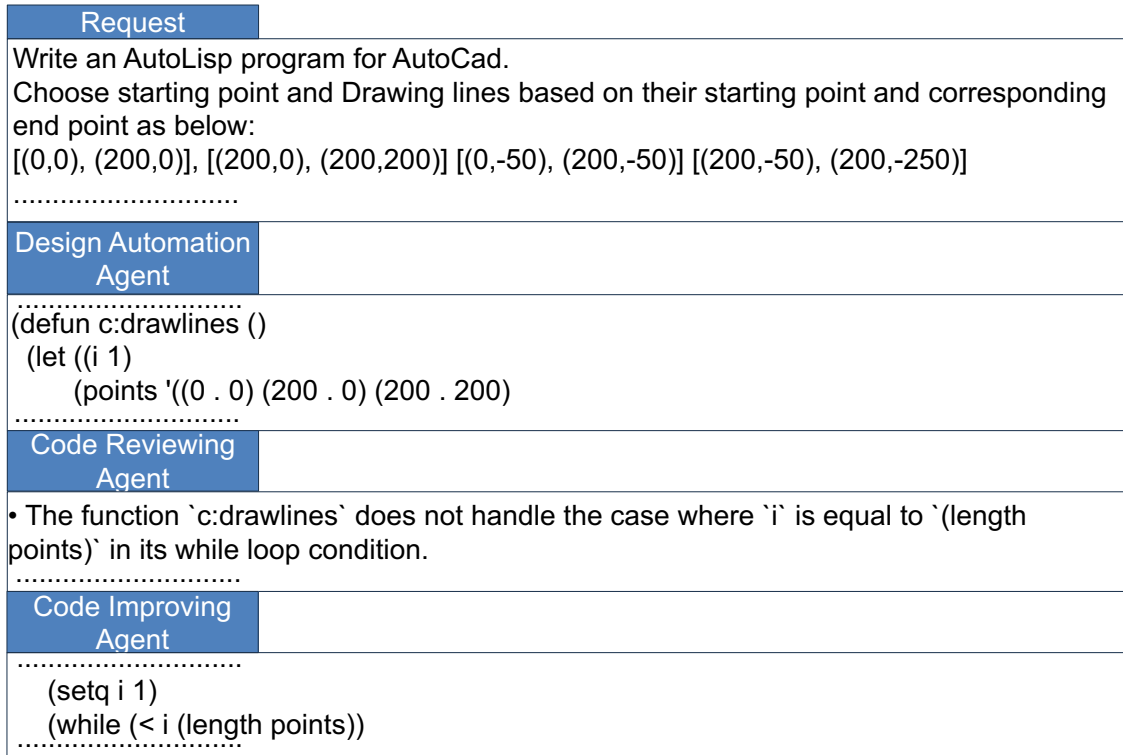 Request
Write an AutoLisp program for AutoCad.
Choose starting point and Drawing lines based on their starting point and corresponding
end point as below:
[(0,0), (200,0)], [(200,0), (200,200)] [(0,-50), (200,-50)] [(200,-50), (200,-250)]
.............................
Design Automation
Agent
.............................
(defun c:drawlines ()
(let ((i 1)
(points '((0 . 0) (200 . 0) (200 . 200)
.............................
Code Reviewing
Agent
• The function `c:drawlines` does not handle the case where `i` is equal to `(length
points)` in its while loop condition.
.............................
Code Improving
Agent
.............................
(setq i 1)
(while (< i (length points))
.............................